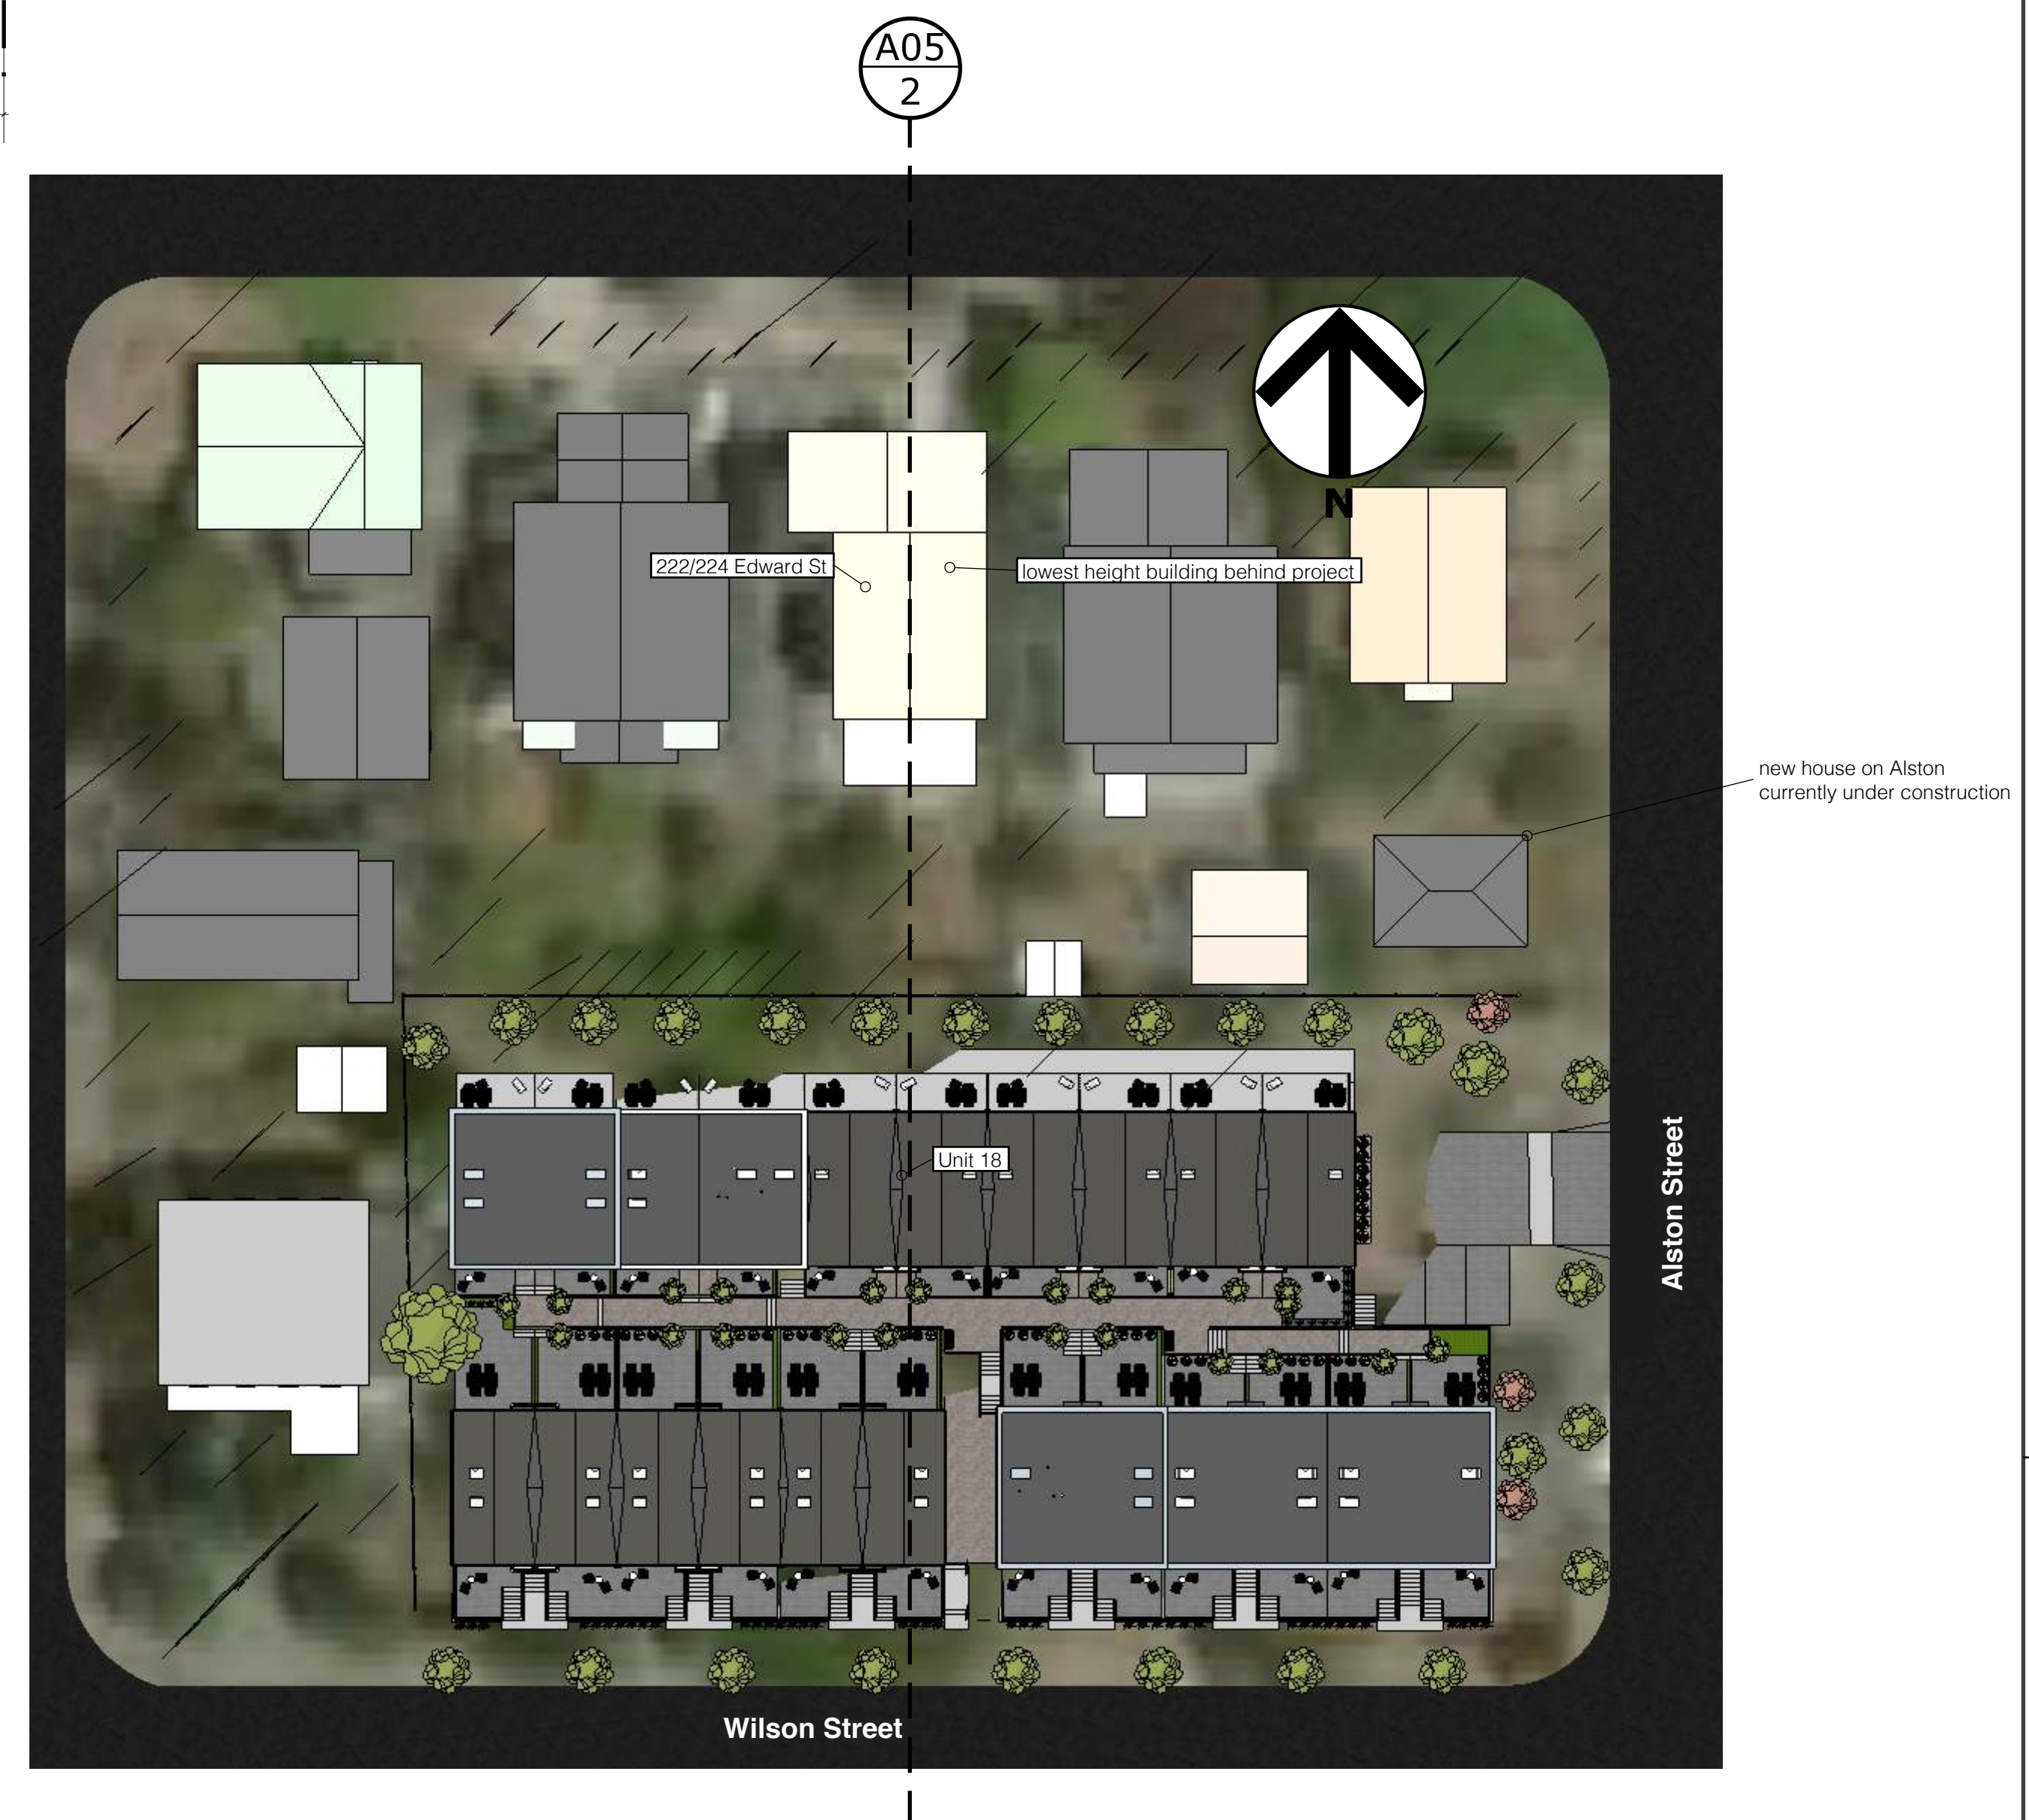 A05
2
N
222/224 Edward St
lowest height building behind project
new house on Alston
currently under construction
Unit 18
Alston Street
Wilson Street